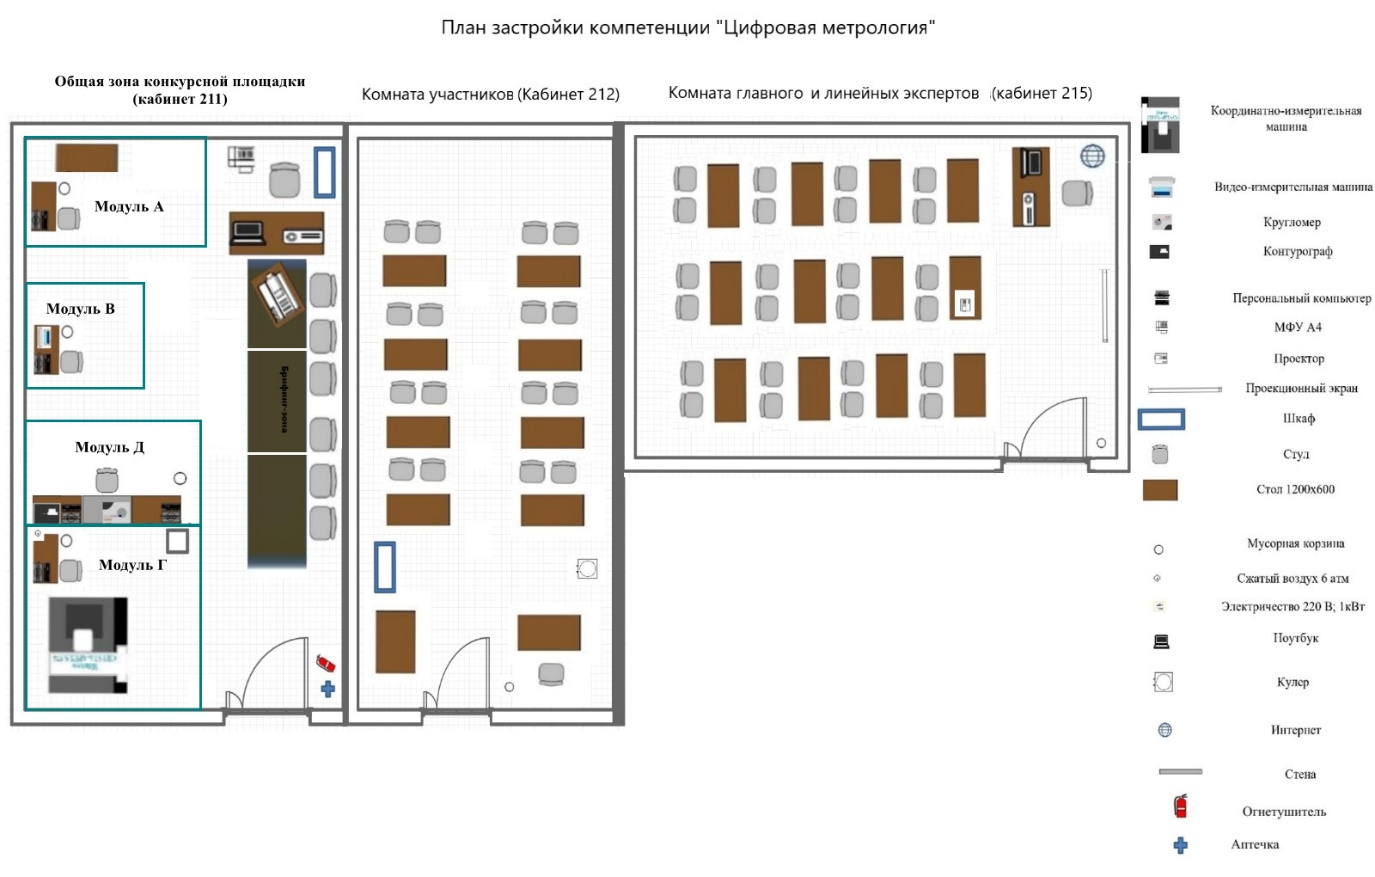 План застройки компетенции "Цифровая метрология"
Общая зона конкурсной площадки
(кабинет 211)
Комната участников (Кабинет 212)
Комната главного и линейных экспертов (кабинет 215)
Модуль А
Модуль В
Модуль Д
Модуль Г
Брифинг-зона
Координатно-измерительная
машина
Видео-измерительная машина
Кругломер
Контурограф
Персональный компьютер
МФУ А4
Проектор
Проекционный экран
Шкаф
Стул
Стол 1200х600
Мусорная корзина
Сжатый воздух 6 атм
Электричество 220 В; 1кВт
Ноутбук
Кулер
Интернет
Стена
Огнетушитель
Аптечка